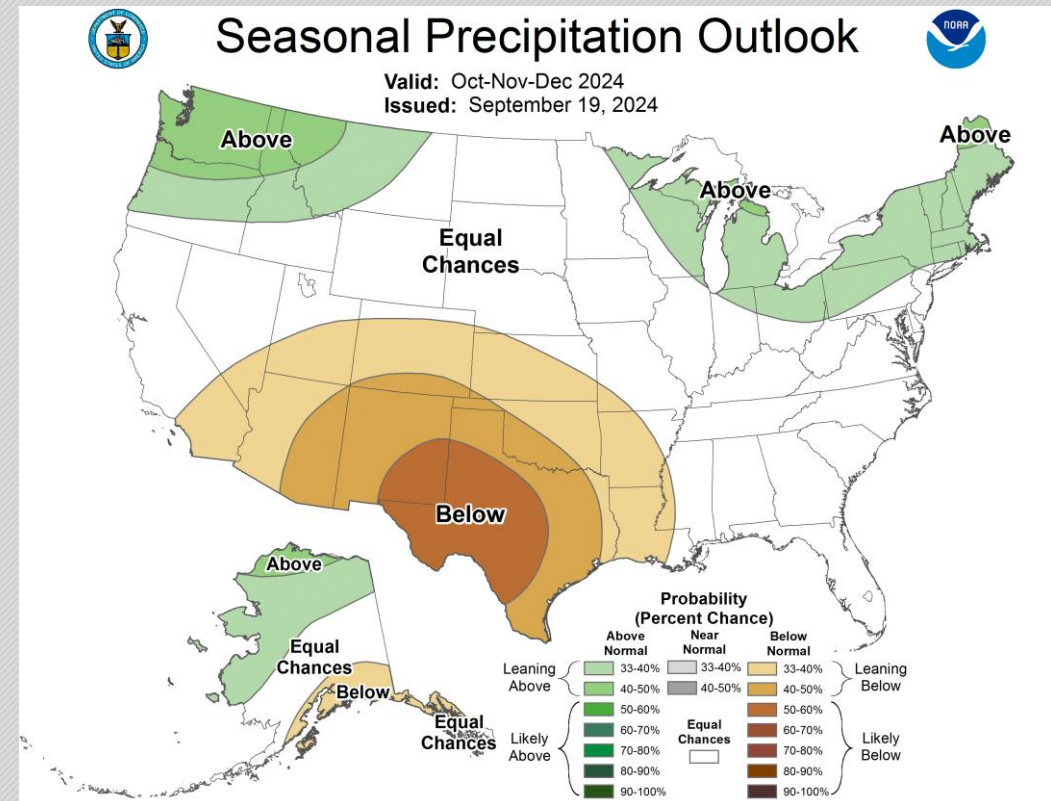 Seasonal Precipitation Outlook
NOAA
Valid: Oct-Nov-Dec 2024
Issued: September 19, 2024
Above
Above
Above
Equal
Chances
Below
Above
Equal
Chances
Below
Equal
Chances
Probability
(Percent Chance)
Above
Normal
Near
Normal
Below
Normal
Leaning
Above
33-40%
33-40%
33-40%
Leaning
Below
40-50%
40-50%
40-50%
Likely
Above
50-60%
50-60%
60-70%
Equal
Chances
60-70%
Likely
Below
70-80%
70-80%
80-90%
80-90%
90-100%
90-100%